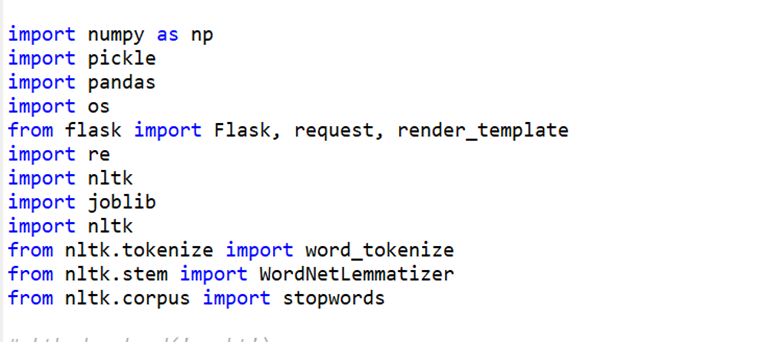 import numpy as np
import pickle
import pandas
import os
from flask import Flask, request, render_template
import re
import nltk
import joblib
import nltk
from nltk.tokenize import word_tokenize
from nltk.stem import WordNetLemmatizer
from nltk.corpus import stopwords